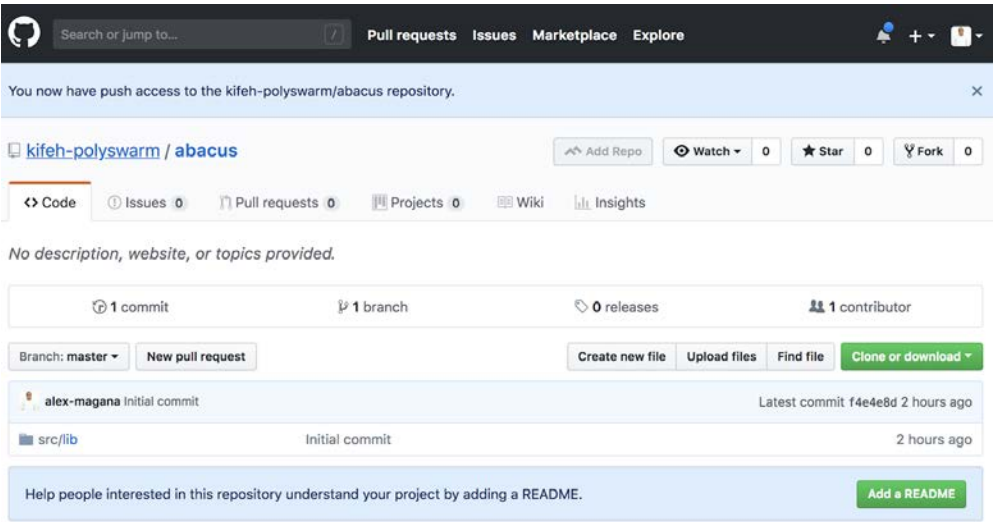 Search or jump to... / Pull requests Issues Marketplace Explore
You now have push access to the kifeh-polyswarm/abacus repository. ×
kifeh-polyswarm / abacus Add Repo Watch 0 Star 0 Fork 0
<> Code Issues 0 Pull requests 0 Projects 0 Wiki Insights
No description, website, or topics provided.
1 commit 1 branch 0 releases 1 contributor
Branch: master New pull request Create new file Upload files Find file Clone or download
alex-magana Initial commit Latest commit f4e4e8d 2 hours ago
src/lib Initial commit 2 hours ago
Help people interested in this repository understand your project by adding a README. Add a README